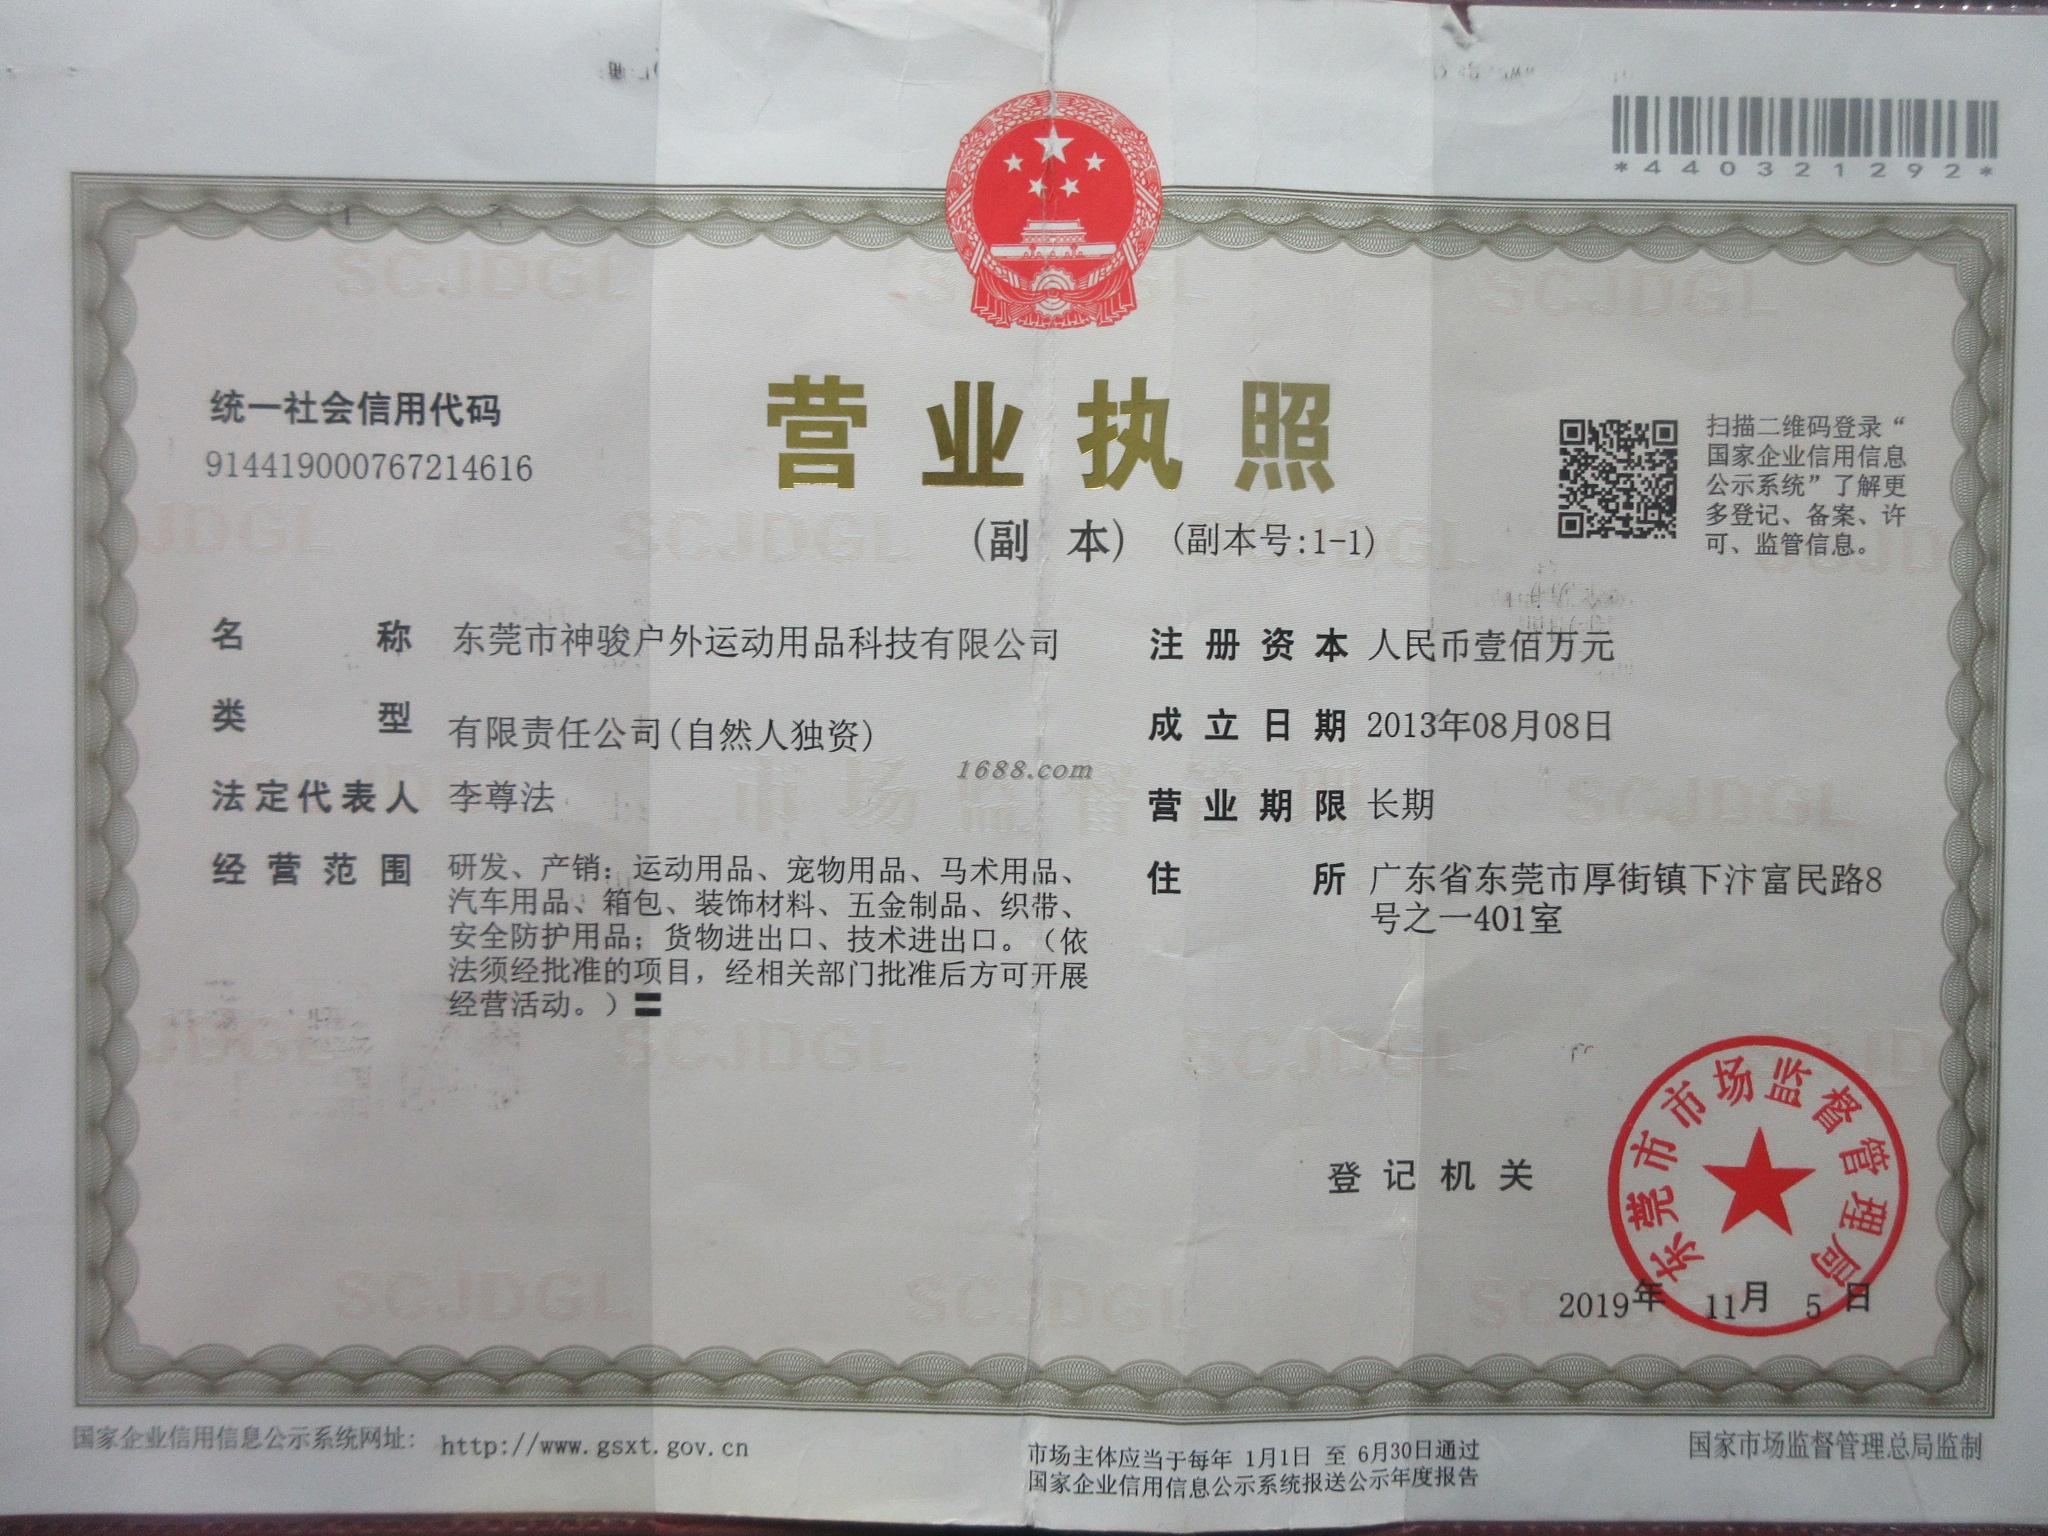 *440321292*
统一社会信用代码
914419000767214616
营业执照
(副 本) (副本号:1-1)
扫描二维码登录“
国家企业信用信息
公示系统”了解更
多登记、备案、许
可、监管信息。
名 称 东莞市神骏户外运动用品科技有限公司
类 型 有限责任公司(自然人独资)
法定代表人 李尊法
经营范围 研发、产销：运动用品、宠物用品、马术用品、
汽车用品、箱包、装饰材料、五金制品、织带、
安全防护用品；货物进出口、技术进出口。（依
法须经批准的项目，经相关部门批准后方可开展
经营活动。）〓
注册资本 人民币壹佰万元
成立日期 2013年08月08日
营业期限 长期
住 所 广东省东莞市厚街镇下汴富民路8
号之一401室
1688.com
登记机关
东莞市市场监督管理局
2019年 11月 5日
国家企业信用信息公示系统网址： http://www.gsxt.gov.cn
市场主体应当于每年 1月1日 至 6月30日通过
国家企业信用信息公示系统报送公示年度报告
国家市场监督管理总局监制